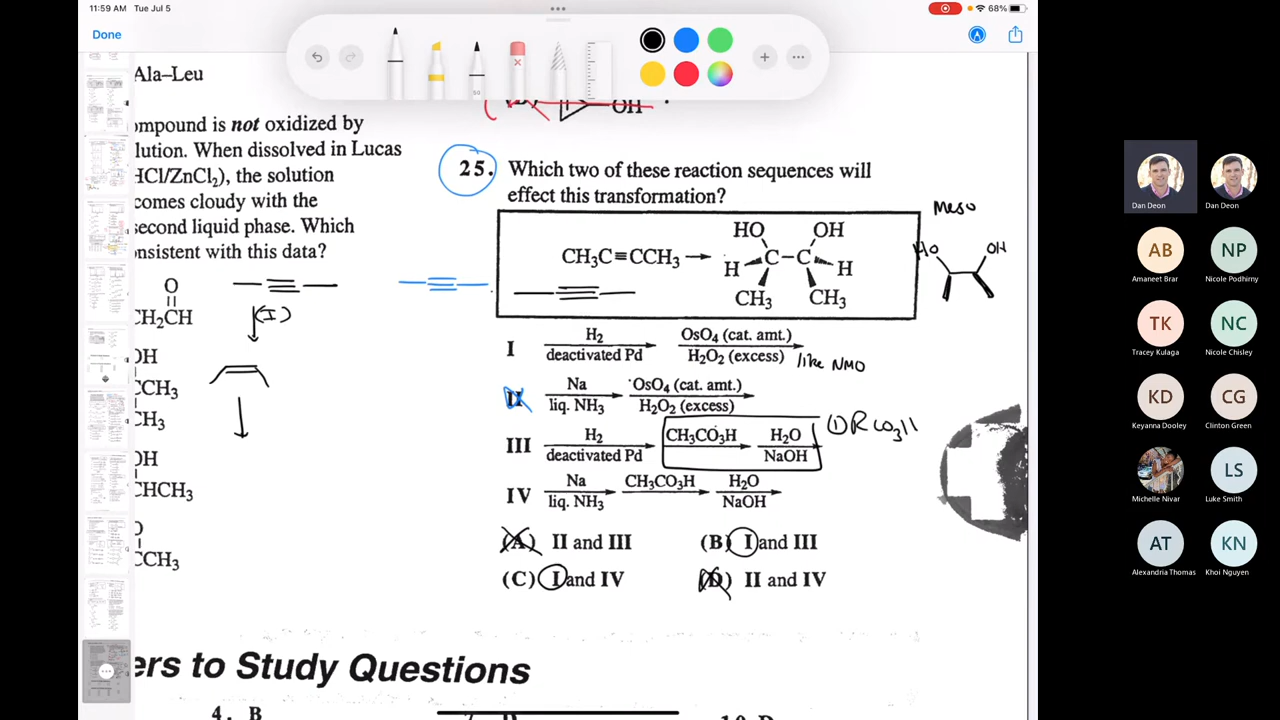 11:59 AM Tue Jul 5
68%
Done
Ala–Leu
ompound is not oxidized by
lution. When dissolved in Lucas
HCl/ZnCl₂), the solution
comes cloudy with the
second liquid phase. Which
onsistent with this data?
O
CH₂CH
(I)
OH
CCH₃
CH₃
OH
CHCH₃
O
CCH₃
OH
25. Which two of these reaction sequences will
effect this transformation?
CH₃C≡CCH₃ → HO OH
H C–C H
CH₃ CH₃
Meso
HO OH
I H₂ OsO₄ (cat. amt.)
deactivated Pd H₂O₂ (excess) like NMO
II Na OsO₄ (cat. amt.)
liq. NH₃ H₂O₂ (excess)
III H₂ CH₃CO₃H H₂O
deactivated Pd NaOH
① RCO₃H
IV Na CH₃CO₃H H₂O
liq. NH₃ NaOH
(A) II and III (B) I and III
(C) I and IV (D) II and IV
ers to Study Questions
4. B
Dan Deon
Dan Deon
AB
Amaneet Brar
NP
Nicole Podhirny
TK
Tracey Kulaga
NC
Nicole Chisley
KD
Keyanna Dooley
CG
Clinton Green
Michelle Nivar
LS
Luke Smith
AT
Alexandria Thomas
KN
Khoi Nguyen